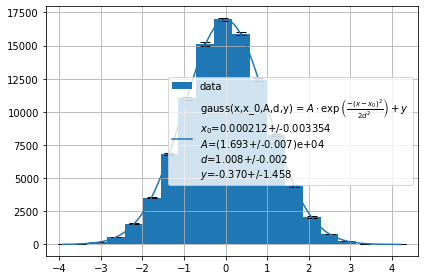 17500
15000
12500
10000
7500
5000
2500
0
data
gauss(x,x_0,A,d,y) = A · exp((-(x - x₀)²)/(2d²)) + y
x₀=0.000212+/-0.003354
A=(1.693+/-0.007)e+04
d=1.008+/-0.002
y=-0.370+/-1.458
−4 −3 −2 −1 0 1 2 3 4